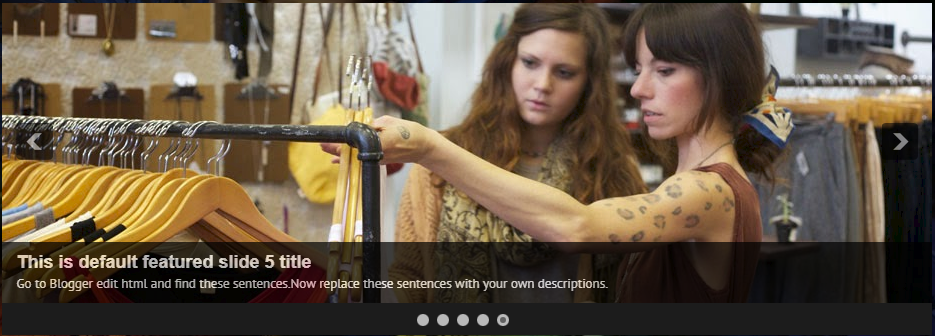 This is default featured slide 5 title
Go to Blogger edit html and find these sentences.Now replace these sentences with your own descriptions.